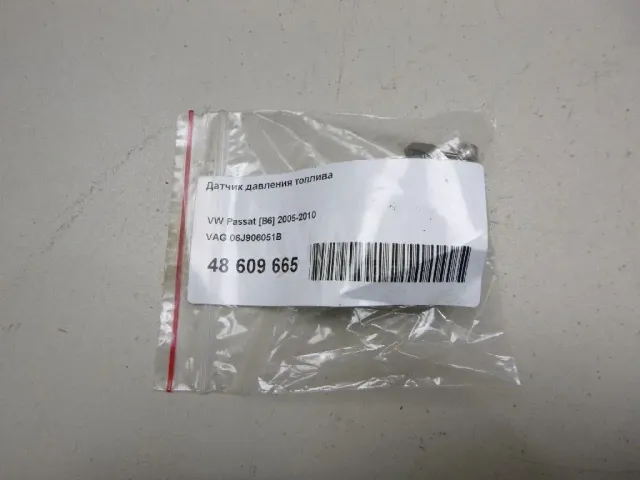 Датчик давления топлива
VW Passat [B6] 2005-2010
VAG 06J906051B
48 609 665